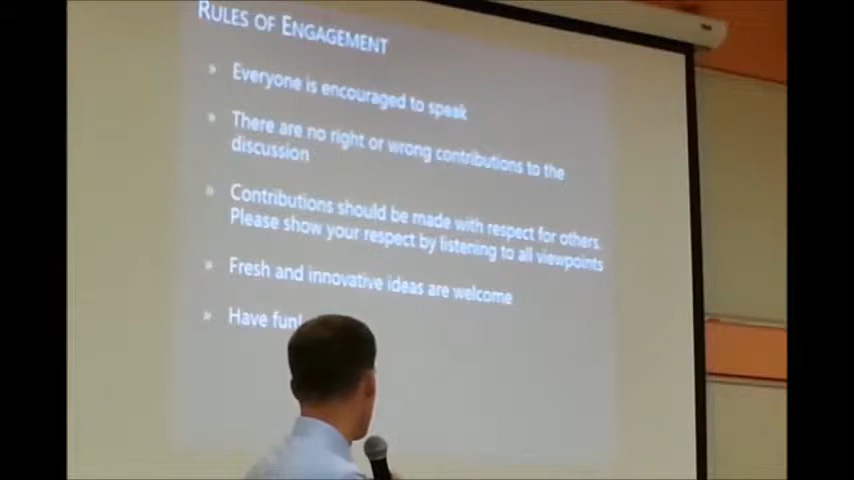 RULES OF ENGAGEMENT
» Everyone is encouraged to speak
» There are no right or wrong contributions to the
discussion
» Contributions should be made with respect for others.
Please show your respect by listening to all viewpoints
» Fresh and innovative ideas are welcome
» Have fun!